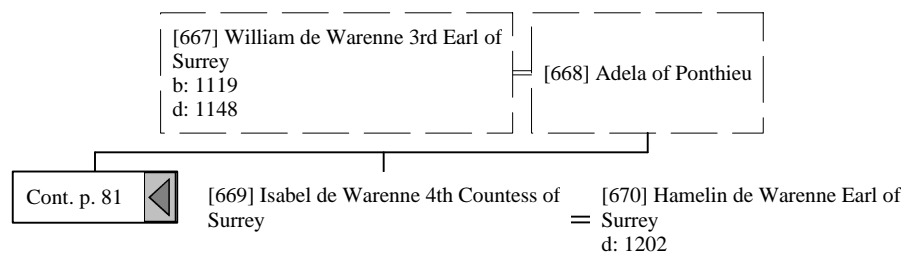 [667] William de Warenne 3rd Earl of
Surrey
b: 1119
d: 1148
[668] Adela of Ponthieu
Cont. p. 81
[669] Isabel de Warenne 4th Countess of
Surrey
[670] Hamelin de Warenne Earl of
Surrey
d: 1202